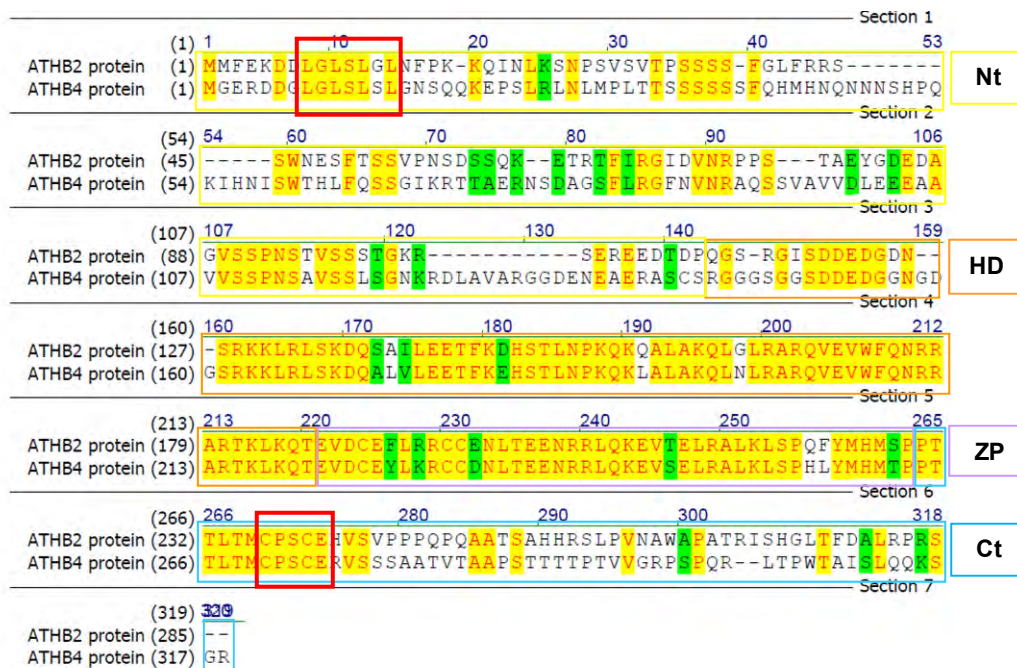 Section 1
(1) 1 10 20 30 40 53
ATHB2 protein (1) MMFEKDDLGLSLGLNFPK-KQINLKSNPSVSVTPSSSS-FGLFRRS-------
ATHB4 protein (1) MGERDDGLGLSLSLGNSQQKEPSLRLNLMPLTTSSSSSSFQHMHNQNNNSHPQ
Nt
Section 2
(54) 54 60 70 80 90 106
ATHB2 protein (45) -----SWNESFTSSVPNSDSSQK--ETRTFIRGIDVNRPPS---TAEYGDEDA
ATHB4 protein (54) KIHNISWTHLFQSSGIKRTTAERNSDAGSFLRGFNVNRAQSSVAVVDLEEEAA
Section 3
(107) 107 120 130 140 159
ATHB2 protein (88) GVSSPNSTVSSSTGKR-----------SEREEDTDPQGS-RGISDDEDGDN--
ATHB4 protein (107) VVSSPNSAVSSLSGNKRDLAVARGGDENEAERASCSRGGGSGGSDDEDGGNGD
HD
Section 4
(160) 160 170 180 190 200 212
ATHB2 protein (127) -SRKKLRLSKDQSAILEETFKDHSTLNPKQKQALAKQLGLRARQVEVWFQNRR
ATHB4 protein (160) GSRKKLRLSKDQALVLEETFKEHSTLNPKQKLALAKQLNLRARQVEVWFQNRR
Section 5
(213) 213 220 230 240 250 265
ATHB2 protein (179) ARTKLKQTEVDCEFLRRCCENLTEENRRLQKEVTELRALKLSPQFYMHMSPPT
ATHB4 protein (213) ARTKLKQTEVDCEYLKRCCDNLTEENRRLQKEVSELRALKLSPHLYMHMTPPT
ZP
Section 6
(266) 266 280 290 300 318
ATHB2 protein (232) TLTMCPSCEHVSVPPPQPQAATSAHHRSLPVNAWAPATRISHGLTFDALRPRS
ATHB4 protein (266) TLTMCPSCERVSSSAATVTAAPSTTTTPTVVGRPSPQR--LTPWTAISLQQKS
Ct
Section 7
(319)
ATHB2 protein (285) --
ATHB4 protein (317) GR